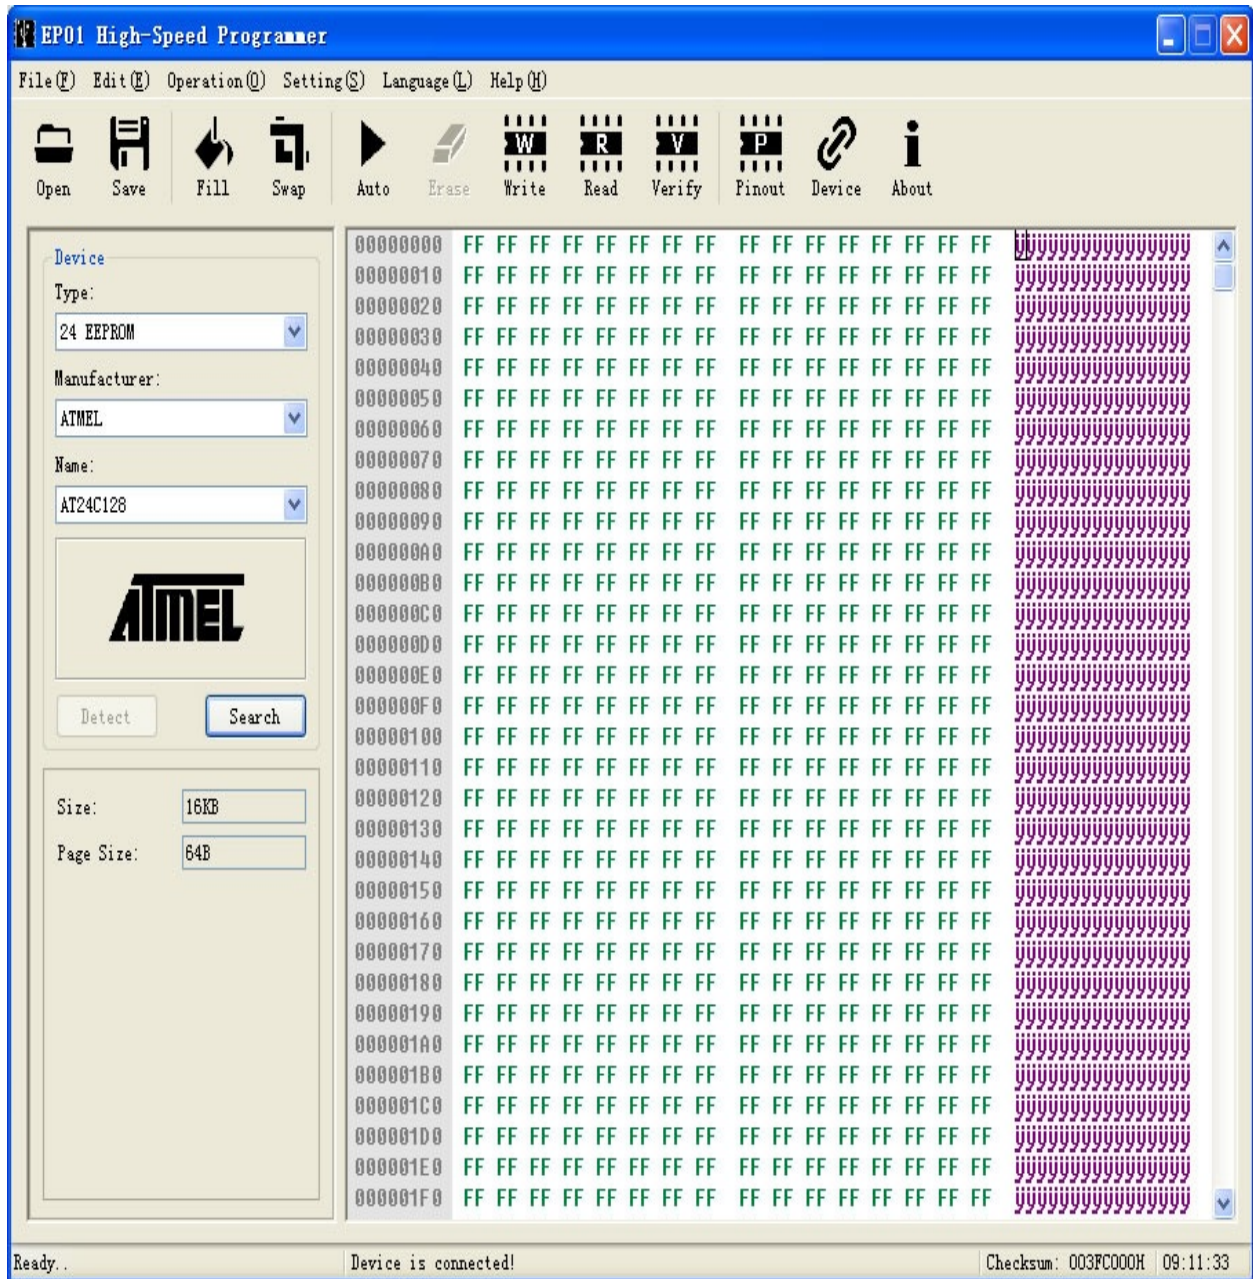 EP01 High-Speed Programmer
File(F) Edit(E) Operation(O) Setting(S) Language(L) Help(H)
W R V P i
Open Save Fill Swap Auto Erase Write Read Verify Pinout Device About
Device
Type:
24 EEPROM
Manufacturer:
ATMEL
Name:
AT24C128
ATMEL
Detect Search
Size: 16KB
Page Size: 64B
00000000 FF FF FF FF FF FF FF FF FF FF FF FF FF FF FF FF ÿÿÿÿÿÿÿÿÿÿÿÿÿÿÿÿ
00000010 FF FF FF FF FF FF FF FF FF FF FF FF FF FF FF FF ÿÿÿÿÿÿÿÿÿÿÿÿÿÿÿÿ
00000020 FF FF FF FF FF FF FF FF FF FF FF FF FF FF FF FF ÿÿÿÿÿÿÿÿÿÿÿÿÿÿÿÿ
00000030 FF FF FF FF FF FF FF FF FF FF FF FF FF FF FF FF ÿÿÿÿÿÿÿÿÿÿÿÿÿÿÿÿ
00000040 FF FF FF FF FF FF FF FF FF FF FF FF FF FF FF FF ÿÿÿÿÿÿÿÿÿÿÿÿÿÿÿÿ
00000050 FF FF FF FF FF FF FF FF FF FF FF FF FF FF FF FF ÿÿÿÿÿÿÿÿÿÿÿÿÿÿÿÿ
00000060 FF FF FF FF FF FF FF FF FF FF FF FF FF FF FF FF ÿÿÿÿÿÿÿÿÿÿÿÿÿÿÿÿ
00000070 FF FF FF FF FF FF FF FF FF FF FF FF FF FF FF FF ÿÿÿÿÿÿÿÿÿÿÿÿÿÿÿÿ
00000080 FF FF FF FF FF FF FF FF FF FF FF FF FF FF FF FF ÿÿÿÿÿÿÿÿÿÿÿÿÿÿÿÿ
00000090 FF FF FF FF FF FF FF FF FF FF FF FF FF FF FF FF ÿÿÿÿÿÿÿÿÿÿÿÿÿÿÿÿ
000000A0 FF FF FF FF FF FF FF FF FF FF FF FF FF FF FF FF ÿÿÿÿÿÿÿÿÿÿÿÿÿÿÿÿ
000000B0 FF FF FF FF FF FF FF FF FF FF FF FF FF FF FF FF ÿÿÿÿÿÿÿÿÿÿÿÿÿÿÿÿ
000000C0 FF FF FF FF FF FF FF FF FF FF FF FF FF FF FF FF ÿÿÿÿÿÿÿÿÿÿÿÿÿÿÿÿ
000000D0 FF FF FF FF FF FF FF FF FF FF FF FF FF FF FF FF ÿÿÿÿÿÿÿÿÿÿÿÿÿÿÿÿ
000000E0 FF FF FF FF FF FF FF FF FF FF FF FF FF FF FF FF ÿÿÿÿÿÿÿÿÿÿÿÿÿÿÿÿ
000000F0 FF FF FF FF FF FF FF FF FF FF FF FF FF FF FF FF ÿÿÿÿÿÿÿÿÿÿÿÿÿÿÿÿ
00000100 FF FF FF FF FF FF FF FF FF FF FF FF FF FF FF FF ÿÿÿÿÿÿÿÿÿÿÿÿÿÿÿÿ
00000110 FF FF FF FF FF FF FF FF FF FF FF FF FF FF FF FF ÿÿÿÿÿÿÿÿÿÿÿÿÿÿÿÿ
00000120 FF FF FF FF FF FF FF FF FF FF FF FF FF FF FF FF ÿÿÿÿÿÿÿÿÿÿÿÿÿÿÿÿ
00000130 FF FF FF FF FF FF FF FF FF FF FF FF FF FF FF FF ÿÿÿÿÿÿÿÿÿÿÿÿÿÿÿÿ
00000140 FF FF FF FF FF FF FF FF FF FF FF FF FF FF FF FF ÿÿÿÿÿÿÿÿÿÿÿÿÿÿÿÿ
00000150 FF FF FF FF FF FF FF FF FF FF FF FF FF FF FF FF ÿÿÿÿÿÿÿÿÿÿÿÿÿÿÿÿ
00000160 FF FF FF FF FF FF FF FF FF FF FF FF FF FF FF FF ÿÿÿÿÿÿÿÿÿÿÿÿÿÿÿÿ
00000170 FF FF FF FF FF FF FF FF FF FF FF FF FF FF FF FF ÿÿÿÿÿÿÿÿÿÿÿÿÿÿÿÿ
00000180 FF FF FF FF FF FF FF FF FF FF FF FF FF FF FF FF ÿÿÿÿÿÿÿÿÿÿÿÿÿÿÿÿ
00000190 FF FF FF FF FF FF FF FF FF FF FF FF FF FF FF FF ÿÿÿÿÿÿÿÿÿÿÿÿÿÿÿÿ
000001A0 FF FF FF FF FF FF FF FF FF FF FF FF FF FF FF FF ÿÿÿÿÿÿÿÿÿÿÿÿÿÿÿÿ
000001B0 FF FF FF FF FF FF FF FF FF FF FF FF FF FF FF FF ÿÿÿÿÿÿÿÿÿÿÿÿÿÿÿÿ
000001C0 FF FF FF FF FF FF FF FF FF FF FF FF FF FF FF FF ÿÿÿÿÿÿÿÿÿÿÿÿÿÿÿÿ
000001D0 FF FF FF FF FF FF FF FF FF FF FF FF FF FF FF FF ÿÿÿÿÿÿÿÿÿÿÿÿÿÿÿÿ
000001E0 FF FF FF FF FF FF FF FF FF FF FF FF FF FF FF FF ÿÿÿÿÿÿÿÿÿÿÿÿÿÿÿÿ
000001F0 FF FF FF FF FF FF FF FF FF FF FF FF FF FF FF FF ÿÿÿÿÿÿÿÿÿÿÿÿÿÿÿÿ
Ready.. Device is connected! Checksum: 003FC000H 09:11:33